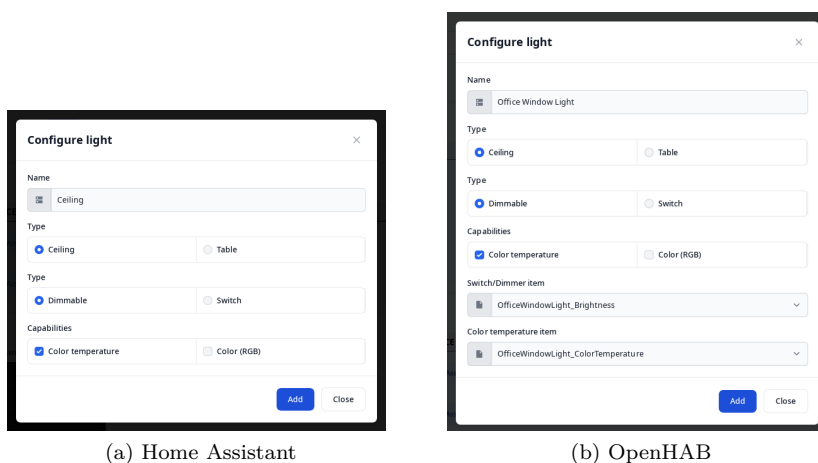 Configure light
Name
Ceiling
Type
Ceiling
Table
Type
Dimmable
Switch
Capabilities
Color temperature
Color (RGB)
Add
Close
(a) Home Assistant
Configure light
Name
Office Window Light
Type
Ceiling
Table
Type
Dimmable
Switch
Capabilities
Color temperature
Color (RGB)
Switch/Dimmer item
OfficeWindowLight_Brightness
Color temperature item
OfficeWindowLight_ColorTemperature
Add
Close
(b) OpenHAB